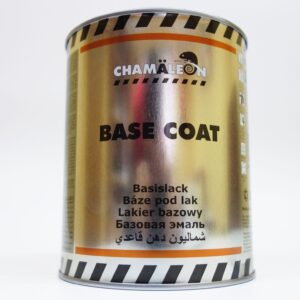 CHAMÄLEON
BASE COAT
Basislack
Báze pod lak
Lakier bazowy
Базовая эмаль
شماليون دهن قاعدي